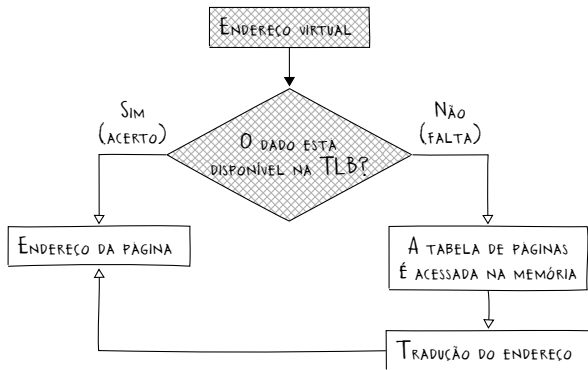 Endereço virtual
Sim
(acerto)
Não
(falta)
O dado está
disponível na TLB?
Endereço da página
A tabela de páginas
é acessada na memória
Tradução do endereço